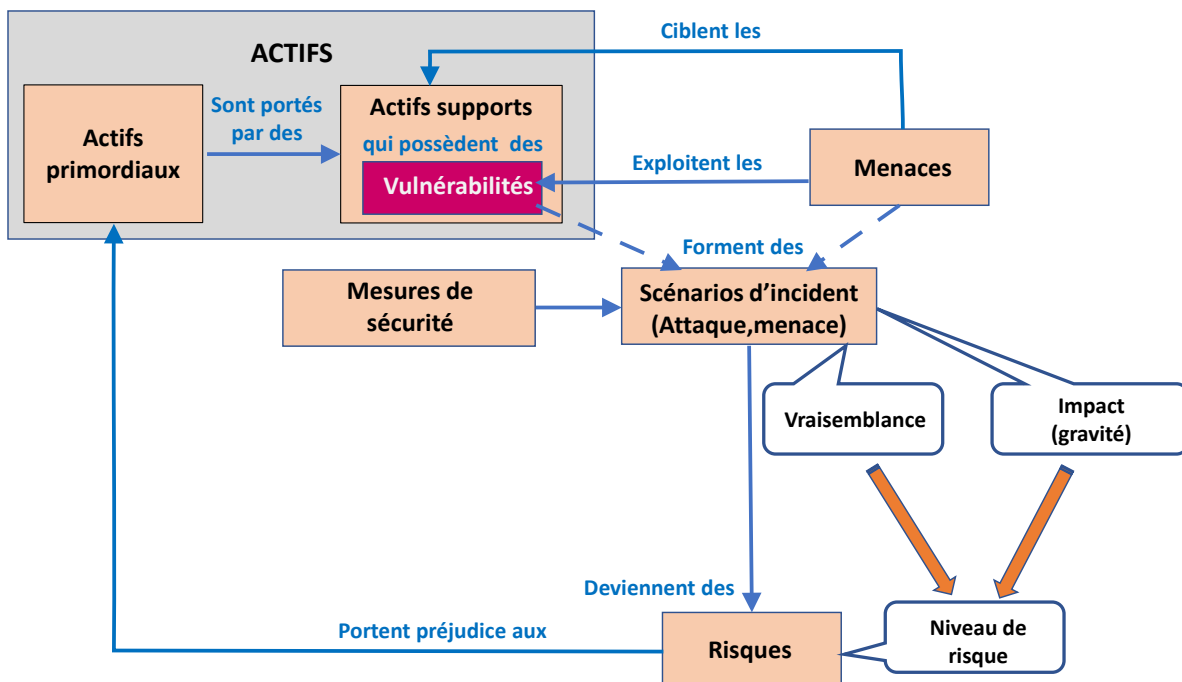 Ciblent les
ACTIFS
Sont portés
par des
Actifs
primordiaux
Actifs supports
qui possèdent des
Vulnérabilités
Exploitent les
Menaces
Forment des
Mesures de
sécurité
Scénarios d'incident
(Attaque,menace)
Vraisemblance
Impact
(gravité)
Deviennent des
Portent préjudice aux
Risques
Niveau de
risque